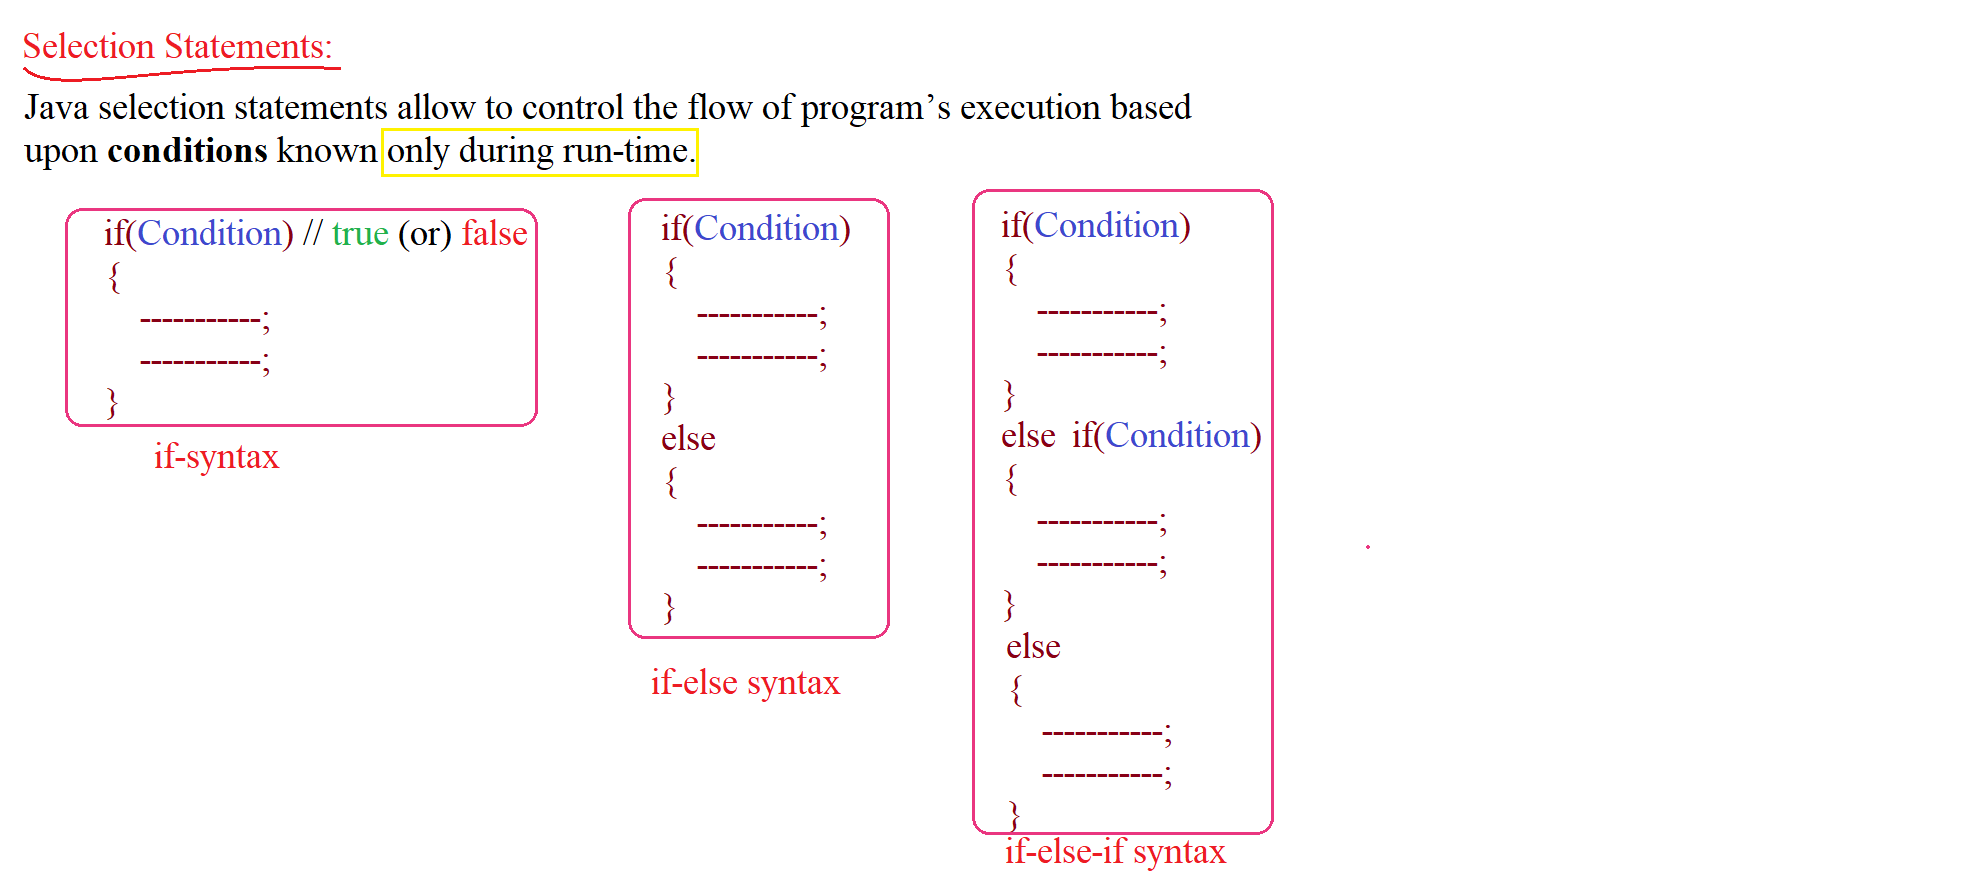 Selection Statements:
Java selection statements allow to control the flow of program’s execution based
upon conditions known only during run-time.
if(Condition) // true (or) false
{
-----------;
-----------;
}
if-syntax
if(Condition)
{
-----------;
-----------;
}
else
{
-----------;
-----------;
}
if-else syntax
if(Condition)
{
-----------;
-----------;
}
else if(Condition)
{
-----------;
-----------;
}
else
{
-----------;
-----------;
}
if-else-if syntax